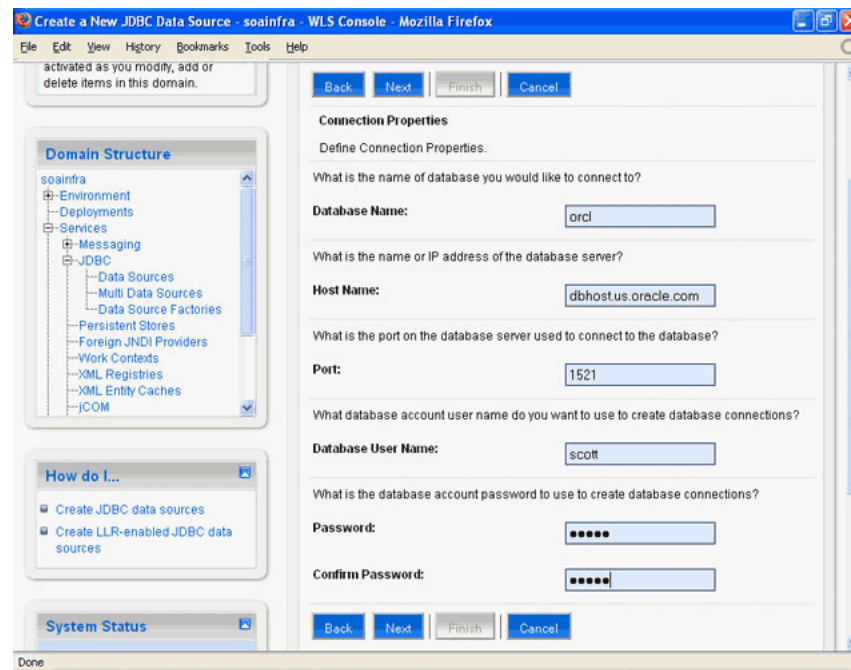 Create a New JDBC Data Source - soainfra - WLS Console - Mozilla Firefox
File Edit View History Bookmarks Tools Help
activated as you modify, add or
delete items in this domain.
Domain Structure
soainfra
Environment
Deployments
Services
Messaging
JDBC
Data Sources
Multi Data Sources
Data Source Factories
Persistent Stores
Foreign JNDI Providers
Work Contexts
XML Registries
XML Entity Caches
jCOM
How do I...
Create JDBC data sources
Create LLR-enabled JDBC data
sources
System Status
Back Next Finish Cancel
Connection Properties
Define Connection Properties.
What is the name of database you would like to connect to?
Database Name: orcl
What is the name or IP address of the database server?
Host Name: dbhost.us.oracle.com
What is the port on the database server used to connect to the database?
Port: 1521
What database account user name do you want to use to create database connections?
Database User Name: scott
What is the database account password to use to create database connections?
Password: •••••
Confirm Password: •••••
Back Next Finish Cancel
Done